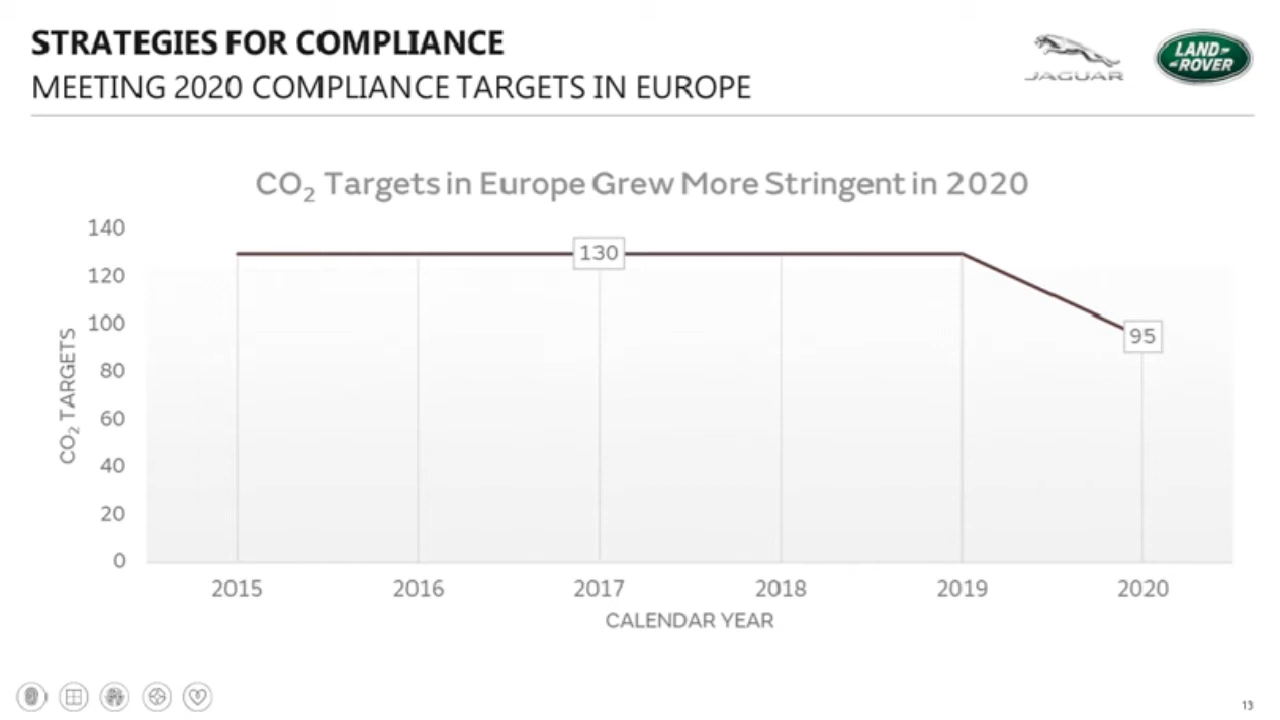 STRATEGIES FOR COMPLIANCE
MEETING 2020 COMPLIANCE TARGETS IN EUROPE
JAGUAR
LAND-
-ROVER
CO₂ Targets in Europe Grew More Stringent in 2020
140
120
100
80
60
40
20
0
CO₂ TARGETS
130
95
2015 2016 2017 2018 2019 2020
CALENDAR YEAR
13